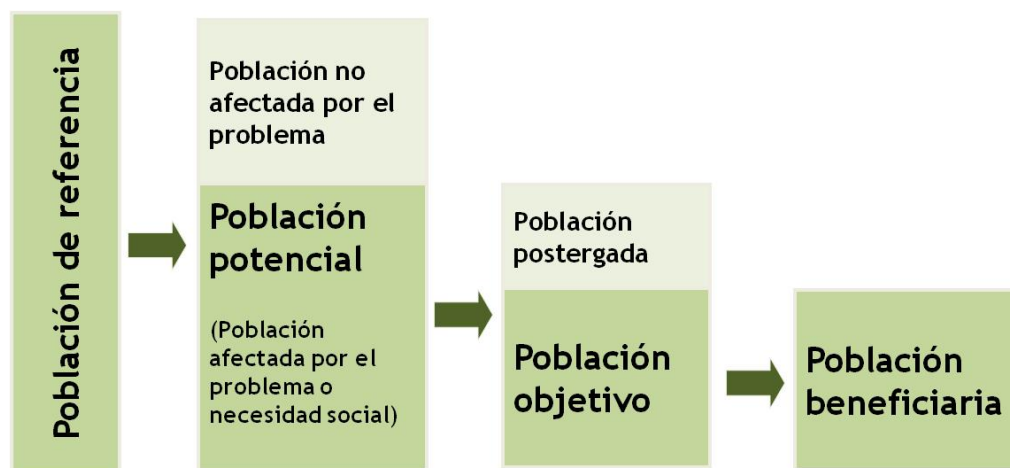 Población de referencia
Población no
afectada por el
problema
Población
potencial
(Población
afectada por el
problema o
necesidad social)
Población
postergada
Población
objetivo
Población
beneficiaria